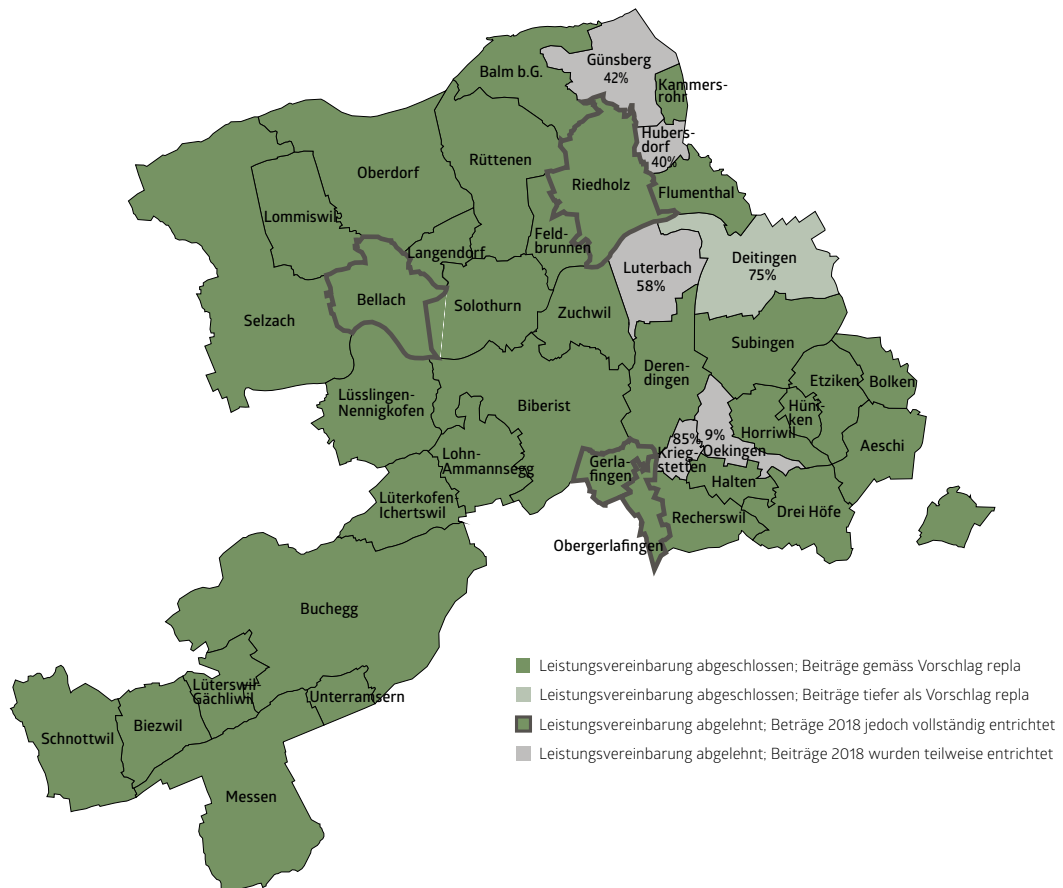 Günsberg
42%
Balm b.G.
Kammers-
rohr
Hubers-
dorf
40%
Rüttenen
Oberdorf
Riedholz
Flumenthal
Lommiswil
Feld-
brunnen
Langendorf
Luterbach
58%
Deitingen
75%
Bellach
Solothurn
Zuchwil
Selzach
Subingen
Deren-
dingen
Etziken
Bolken
Lüsslingen-
Nennigkofen
Biberist
Hüni-
ken
Horriwil
Aeschi
85%
Krieg-
stetten
9%
Oekingen
Lohn-
Ammannsegg
Gerla-
fingen
Halten
Lüterkofen-
Ichertswil
Recherswil
Drei Höfe
Obergerlafingen
Buchegg
Lüterswil-
Gächliwil
Unterramsern
Biezwil
Schnottwil
Messen
Leistungsvereinbarung abgeschlossen; Beiträge gemäss Vorschlag repla
Leistungsvereinbarung abgeschlossen; Beiträge tiefer als Vorschlag repla
Leistungsvereinbarung abgelehnt; Beträge 2018 jedoch vollständig entrichtet
Leistungsvereinbarung abgelehnt; Beiträge 2018 wurden teilweise entrichtet